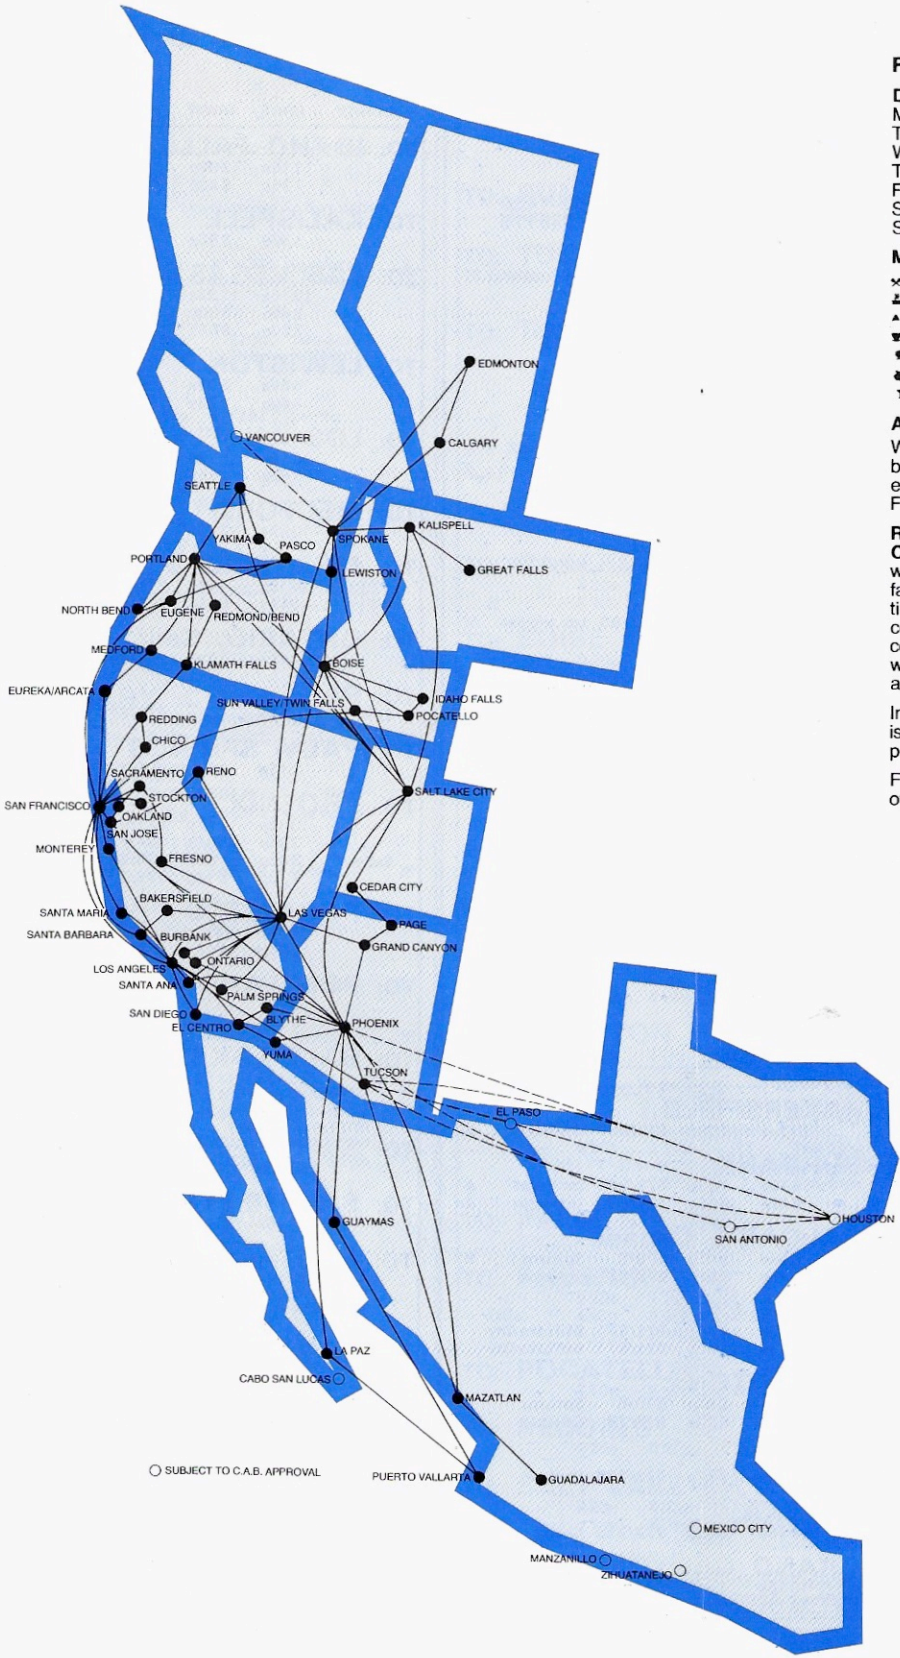 EDMONTON
CALGARY
VANCOUVER
SEATTLE
YAKIMA
PASCO
SPOKANE
KALISPELL
PORTLAND
LEWISTON
GREAT FALLS
NORTH BEND
EUGENE
REDMOND/BEND
MEDFORD
KLAMATH FALLS
BOISE
EUREKA/ARCATA
SUN VALLEY/TWIN FALLS
IDAHO FALLS
POCATELLO
REDDING
CHICO
SACRAMENTO
RENO
SALT LAKE CITY
STOCKTON
SAN FRANCISCO
OAKLAND
SAN JOSE
MONTEREY
FRESNO
CEDAR CITY
BAKERSFIELD
SANTA MARIA
LAS VEGAS
PAGE
SANTA BARBARA
BURBANK
GRAND CANYON
LOS ANGELES
ONTARIO
SANTA ANA
PALM SPRINGS
SAN DIEGO
BLYTHE
EL CENTRO
PHOENIX
YUMA
TUCSON
EL PASO
GUAYMAS
HOUSTON
SAN ANTONIO
LA PAZ
CABO SAN LUCAS
MAZATLAN
SUBJECT TO C.A.B. APPROVAL
PUERTO VALLARTA
GUADALAJARA
MEXICO CITY
MANZANILLO
ZIHUATANEJO